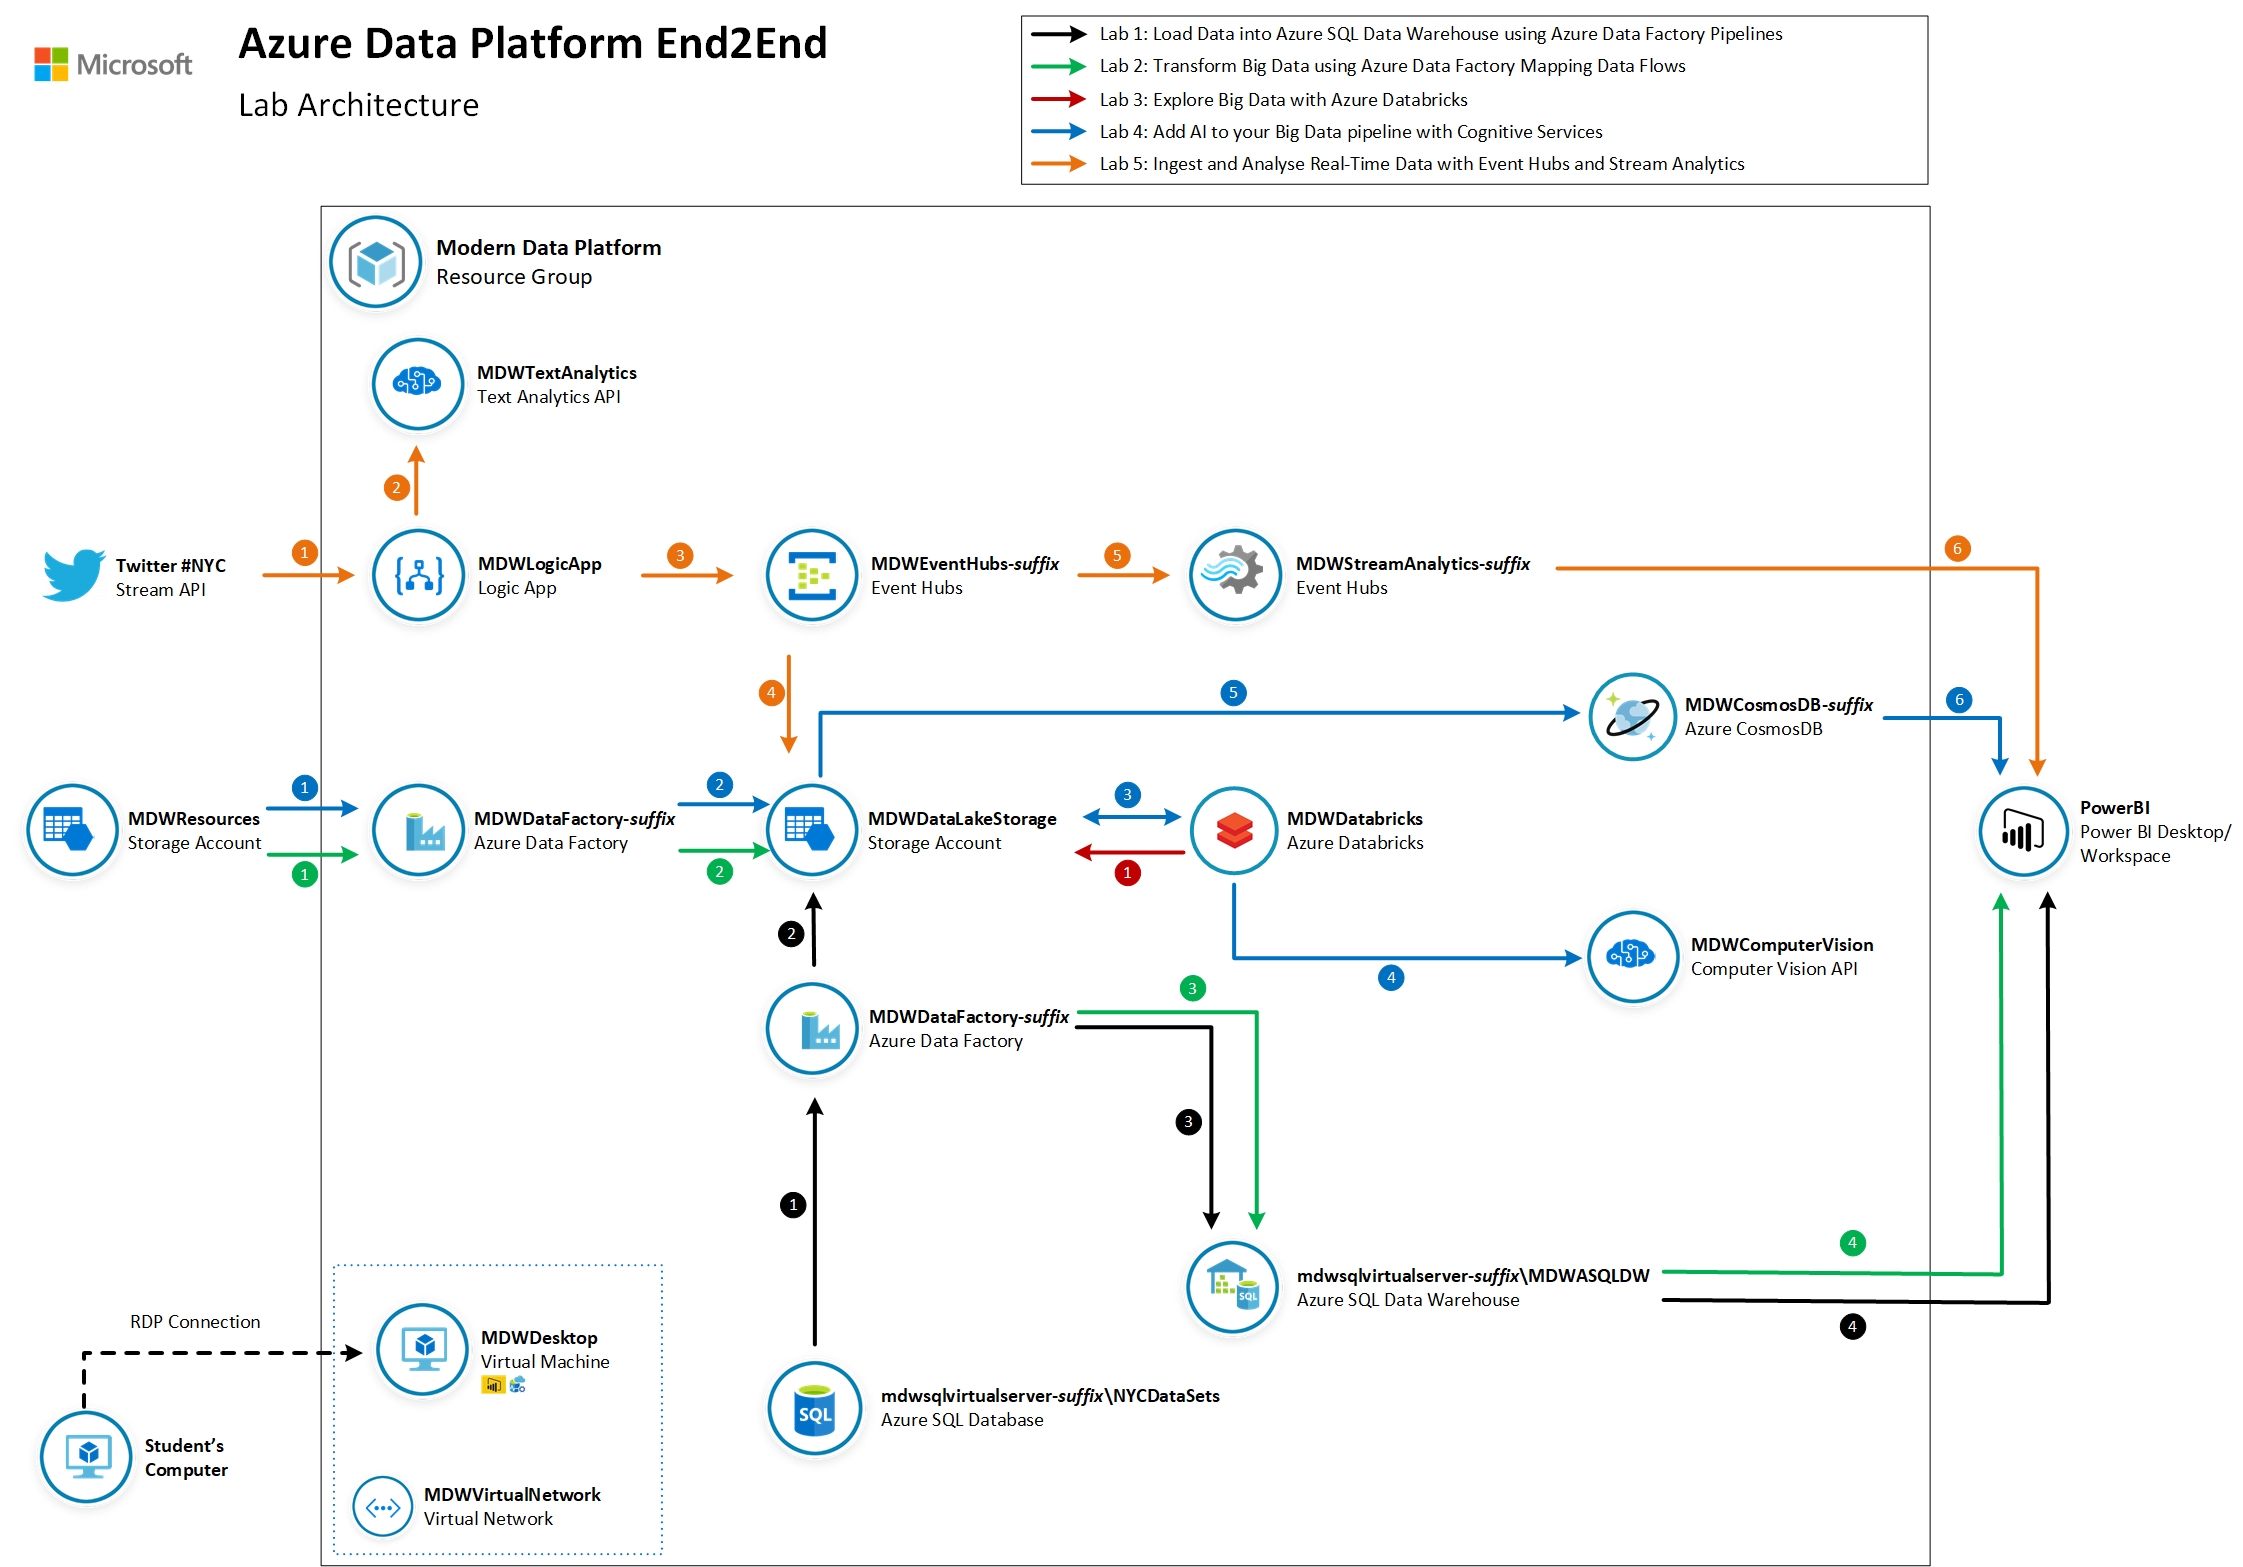 Microsoft
Azure Data Platform End2End
Lab Architecture
Lab 1: Load Data into Azure SQL Data Warehouse using Azure Data Factory Pipelines
Lab 2: Transform Big Data using Azure Data Factory Mapping Data Flows
Lab 3: Explore Big Data with Azure Databricks
Lab 4: Add AI to your Big Data pipeline with Cognitive Services
Lab 5: Ingest and Analyse Real-Time Data with Event Hubs and Stream Analytics
Modern Data Platform
Resource Group
MDWTextAnalytics
Text Analytics API
2
Twitter #NYC
Stream API
1
MDWLogicApp
Logic App
3
MDWEventHubs-suffix
Event Hubs
5
MDWStreamAnalytics-suffix
Event Hubs
6
4
5
MDWCosmosDB-suffix
Azure CosmosDB
6
MDWResources
Storage Account
1
1
MDWDataFactory-suffix
Azure Data Factory
2
2
MDWDataLakeStorage
Storage Account
3
1
MDWDatabricks
Azure Databricks
PowerBI
Power BI Desktop/
Workspace
2
4
MDWComputerVision
Computer Vision API
MDWDataFactory-suffix
Azure Data Factory
3
3
1
mdwsqlvirtualserver-suffix\MDWASQLDW
Azure SQL Data Warehouse
SQL
4
4
RDP Connection
MDWDesktop
Virtual Machine
SQL
mdwsqlvirtualserver-suffix\NYCDataSets
Azure SQL Database
Student's
Computer
MDWVirtualNetwork
Virtual Network